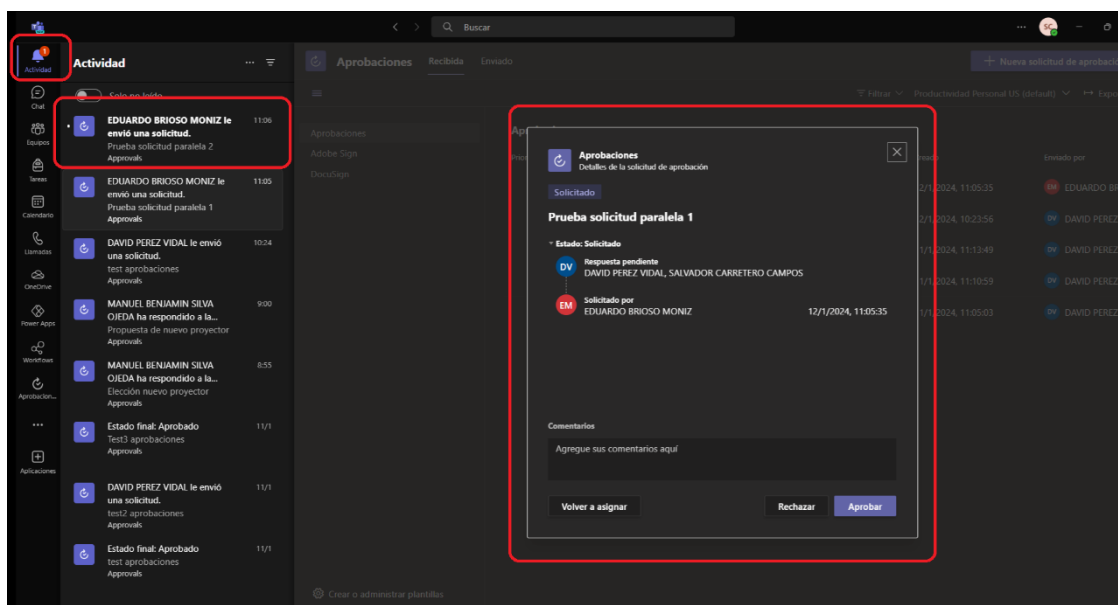 Buscar
SC
1
Actividad
Chat
Equipos
Tareas
Calendario
Llamadas
OneDrive
Power Apps
Workflows
Aprobacion...
Aplicaciones
Actividad
Solo no leído
EDUARDO BRIOSO MONIZ le 11:06
envió una solicitud.
Prueba solicitud paralela 2
Approvals
EDUARDO BRIOSO MONIZ le 11:05
envió una solicitud.
Prueba solicitud paralela 1
Approvals
DAVID PEREZ VIDAL le envió 10:24
una solicitud.
test aprobaciones
Approvals
MANUEL BENJAMIN SILVA 9:00
OJEDA ha respondido a la...
Propuesta de nuevo proyector
Approvals
MANUEL BENJAMIN SILVA 8:55
OJEDA ha respondido a la...
Elección nuevo proyector
Approvals
Estado final: Aprobado 11/1
Test3 aprobaciones
Approvals
DAVID PEREZ VIDAL le envió 11/1
una solicitud.
test2 aprobaciones
Approvals
Estado final: Aprobado 11/1
test aprobaciones
Approvals
Aprobaciones Recibida Enviado
+ Nueva solicitud de aprobació
Filtrar Productividad Personal US (default) Expo
Aprobaciones
Adobe Sign
DocuSign
Enviado por
2/1/2024, 11:05:35 EM EDUARDO BR
2/1/2024, 10:23:56 DV DAVID PEREZ
1/1/2024, 11:13:49 DV DAVID PEREZ
1/1/2024, 11:10:59 DV DAVID PEREZ
1/1/2024, 11:05:03 DV DAVID PEREZ
Crear o administrar plantillas
Aprobaciones
Detalles de la solicitud de aprobación
Solicitado
Prueba solicitud paralela 1
Estado: Solicitado
DV Respuesta pendiente
DAVID PEREZ VIDAL, SALVADOR CARRETERO CAMPOS
EM Solicitado por
EDUARDO BRIOSO MONIZ 12/1/2024, 11:05:35
Comentarios
Agregue sus comentarios aquí
Volver a asignar Rechazar Aprobar